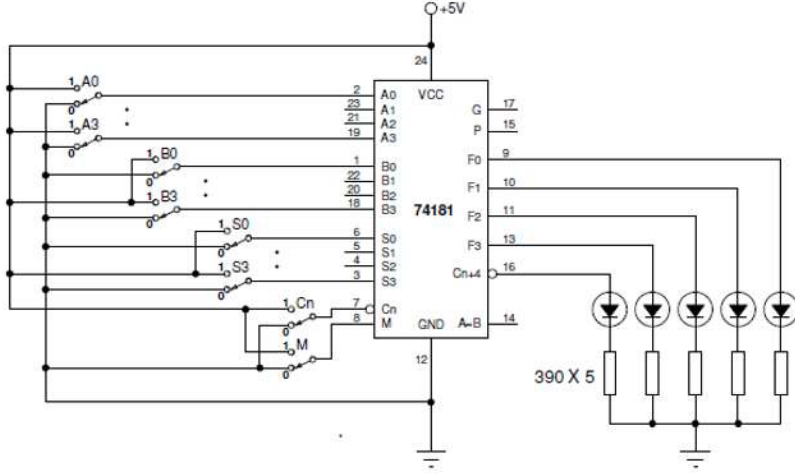 +5V
24
VCC
1 A0
0
1 A3
0
1 B0
0
1 B3
0
1 S0
0
1 S3
0
1 Cn
0
1 M
0
2 A0
23 A1
21 A2
19 A3
1 B0
22 B1
20 B2
18 B3
6 S0
5 S1
4 S2
3 S3
7 Cn
8 M
74181
GND
12
G 17
P 15
F0 9
F1 10
F2 11
F3 13
Cn+4 16
A=B 14
390 X 5